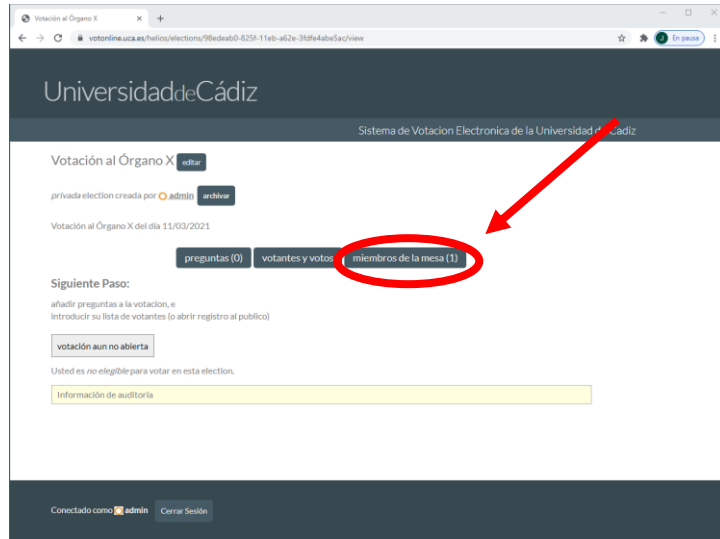 Votación al Órgano X
votonline.uca.es/helios/elections/98edeab0-825f-11eb-a62e-3fdfe4abe5ac/view
J En pausa
UniversidaddeCádiz
Sistema de Votacion Electronica de la Universidad de Cadiz
Votación al Órgano X editar
privada election creada por admin archivar
Votación al Órgano X del día 11/03/2021
preguntas (0) votantes y votos miembros de la mesa (1)
Siguiente Paso:
añadir preguntas a la votacion, e
introducir su lista de votantes (o abrir registro al publico)
votación aun no abierta
Usted es no elegible para votar en esta election.
Información de auditoría
Conectado como admin Cerrar Sesión